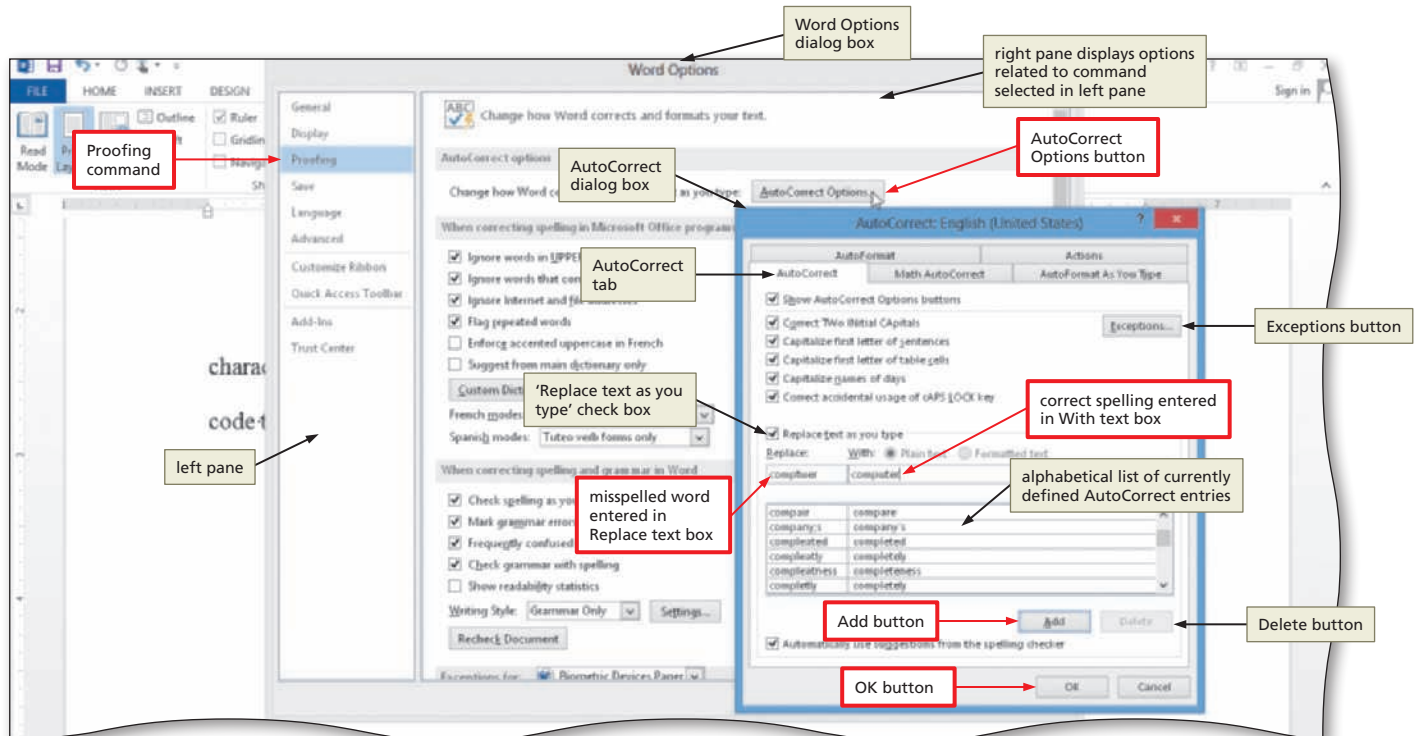 Word Options
dialog box
right pane displays options
related to command
selected in left pane
Word Options
FILE HOME INSERT DESIGN
Sign in
Outline
Ruler
Read
Mode
Proofing
command
General
Display
Proofing
Save
Language
Advanced
Customize Ribbon
Quick Access Toolbar
Add-Ins
Trust Center
left pane
ABC
Change how Word corrects and formats your text.
AutoCorrect options
AutoCorrect
Options button
AutoCorrect
dialog box
Change how Word as you type: AutoCorrect Options...
When correcting spelling in Microsoft Office programs
Ignore words in
Ignore words that
Ignore Internet and file addresses
Flag repeated words
Enforce accented uppercase in French
Suggest from main dictionary only
French modes:
Spanish modes: Tuteo verb forms only
When correcting spelling and grammar in Word
Check spelling as you
Mark grammar errors
Frequently confused
Check grammar with spelling
Show readability statistics
Writing Style: Grammar Only Settings...
Recheck Document
Exceptions for: Biometric Devices Paper
AutoCorrect
tab
AutoCorrect: English (United States)
?
AutoFormat Actions
AutoCorrect Math AutoCorrect AutoFormat As You Type
Show AutoCorrect Options buttons
Correct TWo INitial CApitals
Exceptions...
Exceptions button
Capitalize first letter of sentences
Capitalize first letter of table cells
Capitalize names of days
Correct accidental usage of cAPS LOCK key
'Replace text as you
type' check box
correct spelling entered
in With text box
Replace text as you type
Replace: With: Plain text Formatted text
computer
misspelled word
entered in
Replace text box
alphabetical list of currently
defined AutoCorrect entries
compair compare
company;s company's
compleated completed
compleatly completely
compleatness completeness
completly completely
Add button
Add Delete
Delete button
Automatically use suggestions from the spelling checker
OK button
OK Cancel
charac
code t